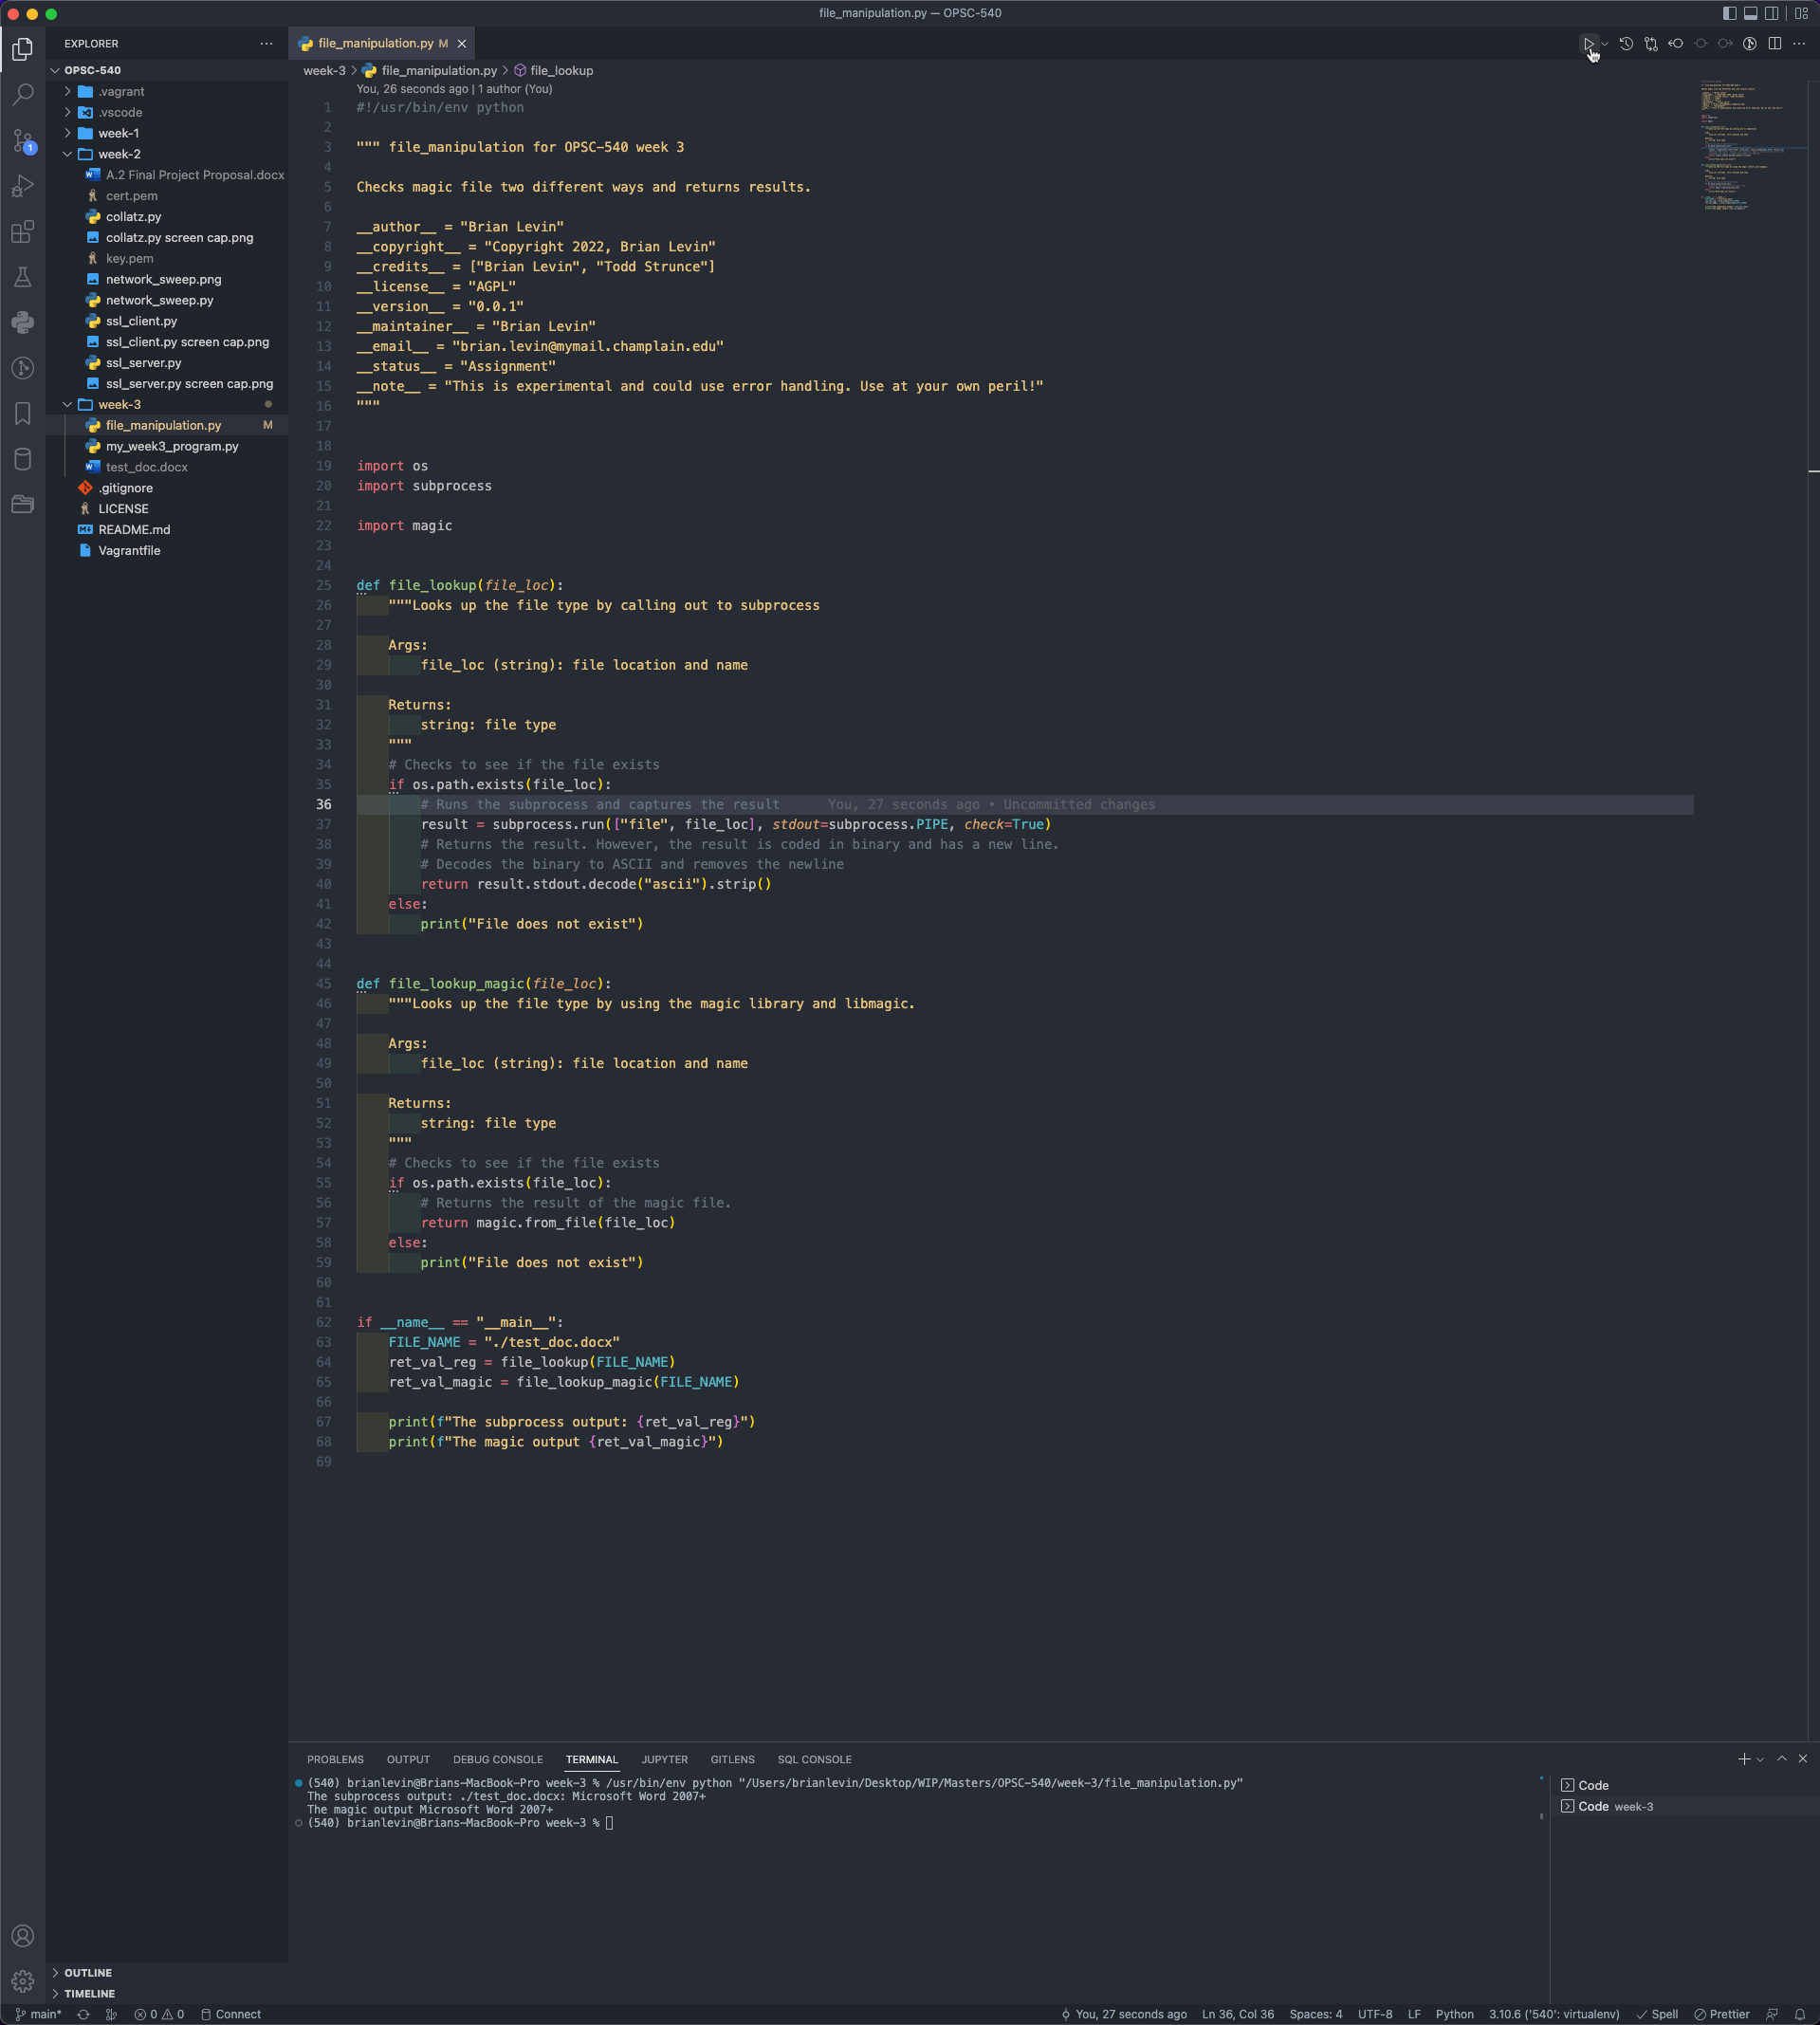 file_manipulation.py — OPSC-540
EXPLORER
file_manipulation.py M
OPSC-540
.vagrant
.vscode
week-1
week-2
A.2 Final Project Proposal.docx
cert.pem
collatz.py
collatz.py screen cap.png
key.pem
network_sweep.png
network_sweep.py
ssl_client.py
ssl_client.py screen cap.png
ssl_server.py
ssl_server.py screen cap.png
week-3
file_manipulation.py M
my_week3_program.py
test_doc.docx
.gitignore
LICENSE
README.md
Vagrantfile
1
OUTLINE
TIMELINE
week-3 > file_manipulation.py > file_lookup
You, 26 seconds ago | 1 author (You)
1 #!/usr/bin/env python
2
3 """ file_manipulation for OPSC-540 week 3
4
5 Checks magic file two different ways and returns results.
6
7 __author__ = "Brian Levin"
8 __copyright__ = "Copyright 2022, Brian Levin"
9 __credits__ = ["Brian Levin", "Todd Strunce"]
10 __license__ = "AGPL"
11 __version__ = "0.0.1"
12 __maintainer__ = "Brian Levin"
13 __email__ = "brian.levin@mymail.champlain.edu"
14 __status__ = "Assignment"
15 __note__ = "This is experimental and could use error handling. Use at your own peril!"
16 """
17
18
19 import os
20 import subprocess
21
22 import magic
23
24
25 def file_lookup(file_loc):
26 """Looks up the file type by calling out to subprocess
27
28 Args:
29 file_loc (string): file location and name
30
31 Returns:
32 string: file type
33 """
34 # Checks to see if the file exists
35 if os.path.exists(file_loc):
36 # Runs the subprocess and captures the result You, 27 seconds ago • Uncommitted changes
37 result = subprocess.run(["file", file_loc], stdout=subprocess.PIPE, check=True)
38 # Returns the result. However, the result is coded in binary and has a new line.
39 # Decodes the binary to ASCII and removes the newline
40 return result.stdout.decode("ascii").strip()
41 else:
42 print("File does not exist")
43
44
45 def file_lookup_magic(file_loc):
46 """Looks up the file type by using the magic library and libmagic.
47
48 Args:
49 file_loc (string): file location and name
50
51 Returns:
52 string: file type
53 """
54 # Checks to see if the file exists
55 if os.path.exists(file_loc):
56 # Returns the result of the magic file.
57 return magic.from_file(file_loc)
58 else:
59 print("File does not exist")
60
61
62 if __name__ == "__main__":
63 FILE_NAME = "./test_doc.docx"
64 ret_val_reg = file_lookup(FILE_NAME)
65 ret_val_magic = file_lookup_magic(FILE_NAME)
66
67 print(f"The subprocess output: {ret_val_reg}")
68 print(f"The magic output {ret_val_magic}")
69
PROBLEMS OUTPUT DEBUG CONSOLE TERMINAL JUPYTER GITLENS SQL CONSOLE
(540) brianlevin@Brians-MacBook-Pro week-3 % /usr/bin/env python "/Users/brianlevin/Desktop/WIP/Masters/OPSC-540/week-3/file_manipulation.py"
The subprocess output: ./test_doc.docx: Microsoft Word 2007+
The magic output Microsoft Word 2007+
(540) brianlevin@Brians-MacBook-Pro week-3 %
Code
Code week-3
main* 0 0 Connect You, 27 seconds ago Ln 36, Col 36 Spaces: 4 UTF-8 LF Python 3.10.6 ('540': virtualenv) Spell Prettier